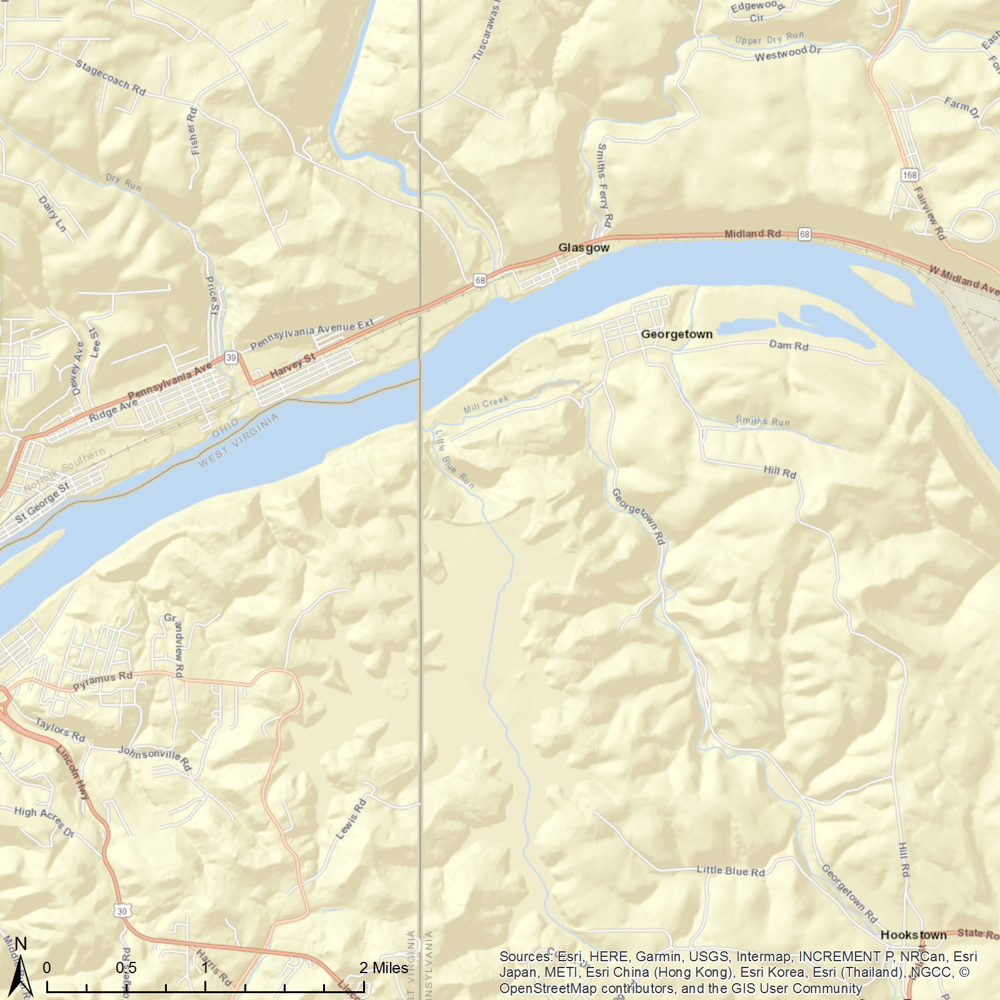 Edgewood
Cir
Tuscarawas
Upper Dry Run
Westwood Dr
Stagecoach Rd
Farm Dr
Fisher Rd
Smiths Ferry Rd
168
Dry Run
Dairy Ln
Fairview Rd
Midland Rd
68
Glasgow
68
W Midland Ave
Price St
Pennsylvania Avenue Ext
Lee St
Dewey Ave
Georgetown
Dam Rd
39
Harvey St
Pennsylvania Ave
Ridge Ave
Mill Creek
Smiths Run
OHIO
WEST VIRGINIA
Little Blue Run
Norfolk Southern
Hill Rd
St George St
Georgetown Rd
Grandview Rd
Pyramus Rd
Taylors Rd
Johnsonville Rd
Lincoln Hwy
High Acres Dr
Lewis Rd
Little Blue Rd
Hill Rd
Georgetown Rd
30
Hookstown
State Ro
N
0 0.5 1 2 Miles
Harris Rd
ST VIRGINIA
NNSYLVANIA
Sources: Esri, HERE, Garmin, USGS, Intermap, INCREMENT P, NRCan, Esri
Japan, METI, Esri China (Hong Kong), Esri Korea, Esri (Thailand), NGCC, ©
OpenStreetMap contributors, and the GIS User Community